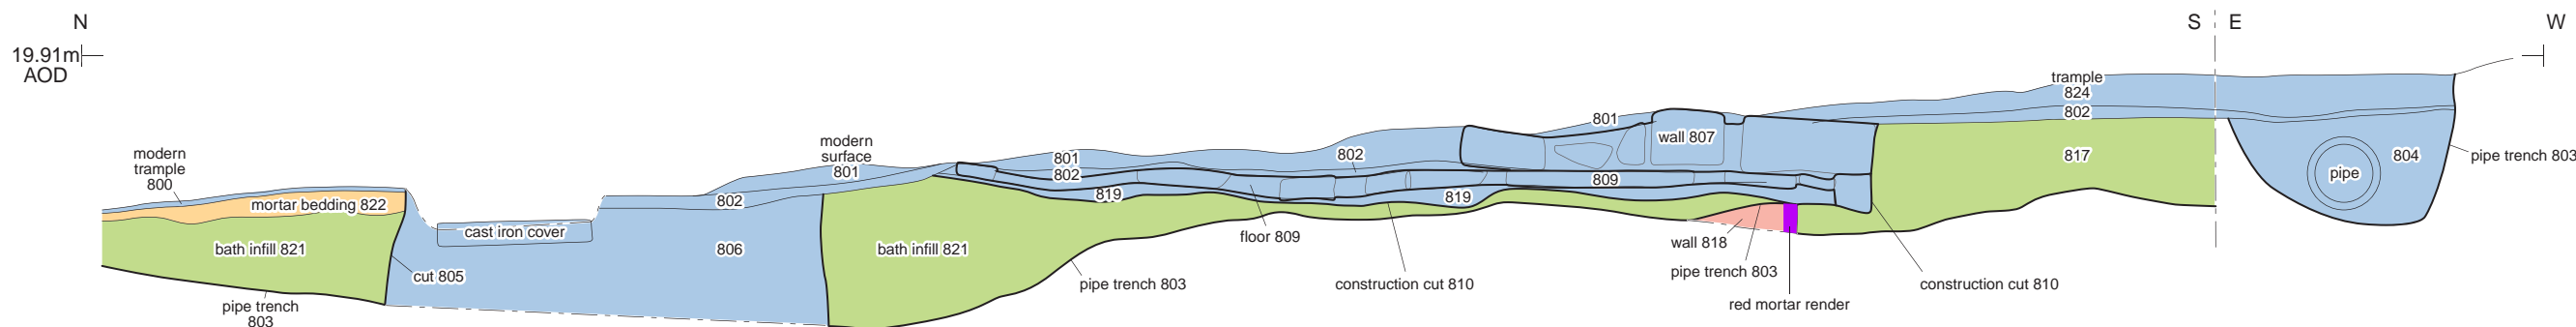 N
S
E
W
19.91m
AOD
modern
trample
800
mortar bedding 822
bath infill 821
pipe trench
803
cut 805
cast iron cover
802
806
modern
surface
801
bath infill 821
801
802
819
pipe trench 803
floor 809
802
construction cut 810
819
801
wall 807
809
wall 818
pipe trench 803
red mortar render
construction cut 810
trample
824
802
817
pipe
804
pipe trench 803